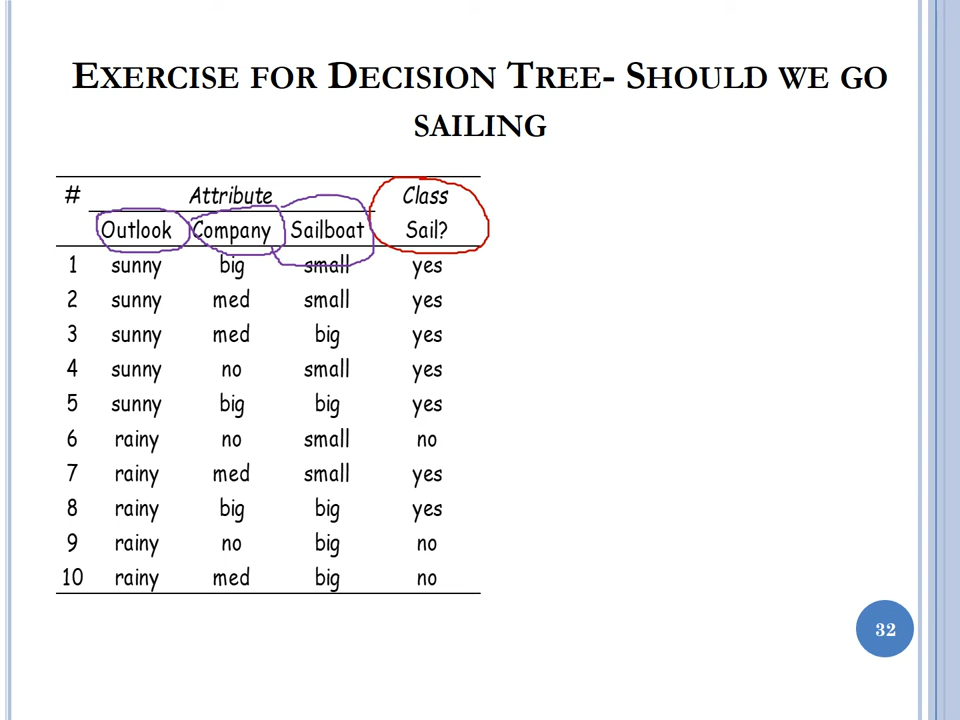 EXERCISE FOR DECISION TREE- SHOULD WE GO
SAILING
# Attribute Class
Outlook Company Sailboat Sail?
1 sunny big small yes
2 sunny med small yes
3 sunny med big yes
4 sunny no small yes
5 sunny big big yes
6 rainy no small no
7 rainy med small yes
8 rainy big big yes
9 rainy no big no
10 rainy med big no
32